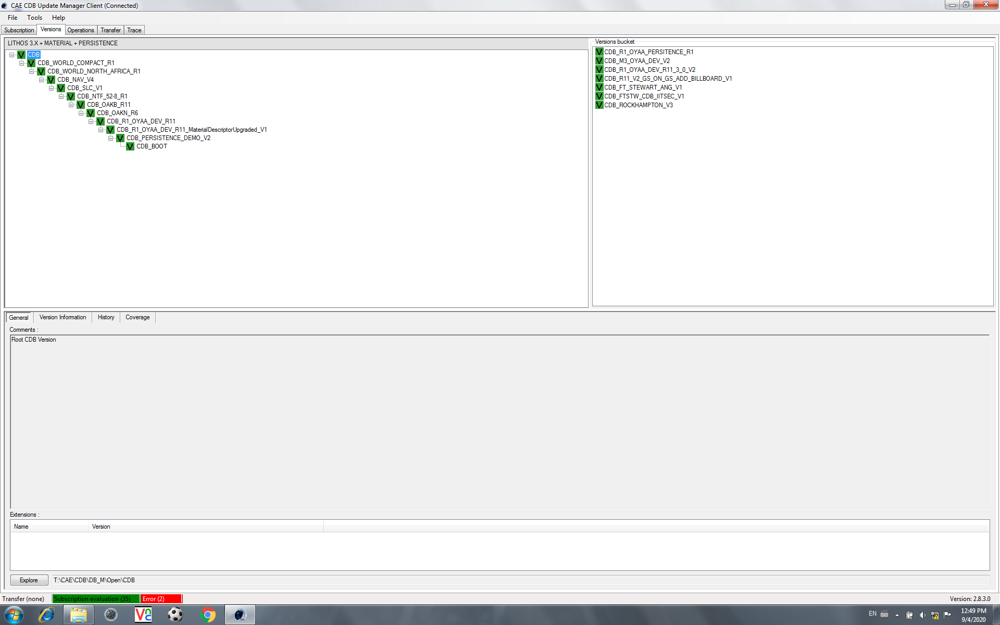 CAE CDB Update Manager Client (Connected)
File Tools Help
Subscription Versions Operations Transfer Trace
LITHOS 3.X + MATERIAL + PERSISTENCE
CDB
CDB_WORLD_COMPACT_R1
CDB_WORLD_NORTH_AFRICA_R1
CDB_NAV_V4
CDB_SLC_V1
CDB_NTF_52-8_R1
CDB_OAKB_R11
CDB_OAKN_R6
CDB_R1_OYAA_DEV_R11
CDB_R1_OYAA_DEV_R11_MaterialDescriptorUpgraded_V1
CDB_PERSISTENCE_DEMO_V2
CDB_BOOT
Versions bucket
CDB_R1_OYAA_PERSITENCE_R1
CDB_M3_OYAA_DEV_V2
CDB_R1_OYAA_DEV_R11_3_0_V2
CDB_R11_V2_GS_ON_GS_ADD_BILLBOARD_V1
CDB_FT_STEWART_ANG_V1
CDB_FTSTW_CDB_IITSEC_V1
CDB_ROCKHAMPTON_V3
General Version Information History Coverage
Comments :
Root CDB Version
Extensions :
Name Version
Explore T:\CAE\CDB\DB_M\Open\CDB
Transfer (none) Subscription evaluation (35) Error (2) Version: 2.8.3.0
EN 12:49 PM
9/4/2020